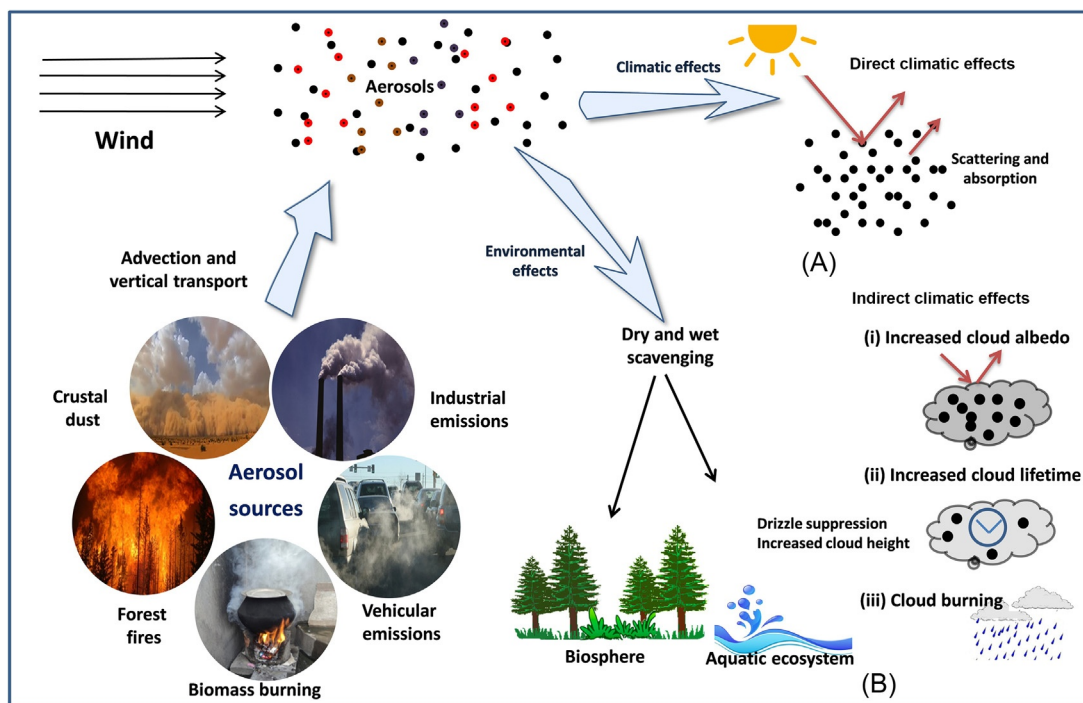 Wind
Aerosols
Climatic effects
Direct climatic effects
Scattering and
absorption
(A)
Advection and
vertical transport
Environmental
effects
Dry and wet
scavenging
Indirect climatic effects
(i) Increased cloud albedo
Crustal
dust
Industrial
emissions
Aerosol
sources
(ii) Increased cloud lifetime
Drizzle suppression
Increased cloud height
Forest
fires
Vehicular
emissions
(iii) Cloud burning
Biosphere
Aquatic ecosystem
Biomass burning
(B)